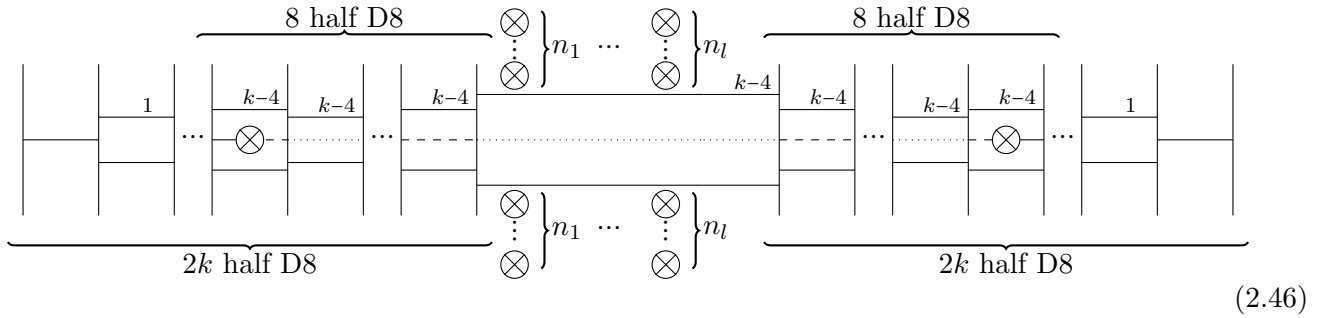 8 half D8 8 half D8
n₁ ··· nₗ
1 ··· k−4 k−4 ··· k−4 k−4 k−4 ··· k−4 k−4 ··· 1
n₁ ··· nₗ
2k half D8 2k half D8
(2.46)